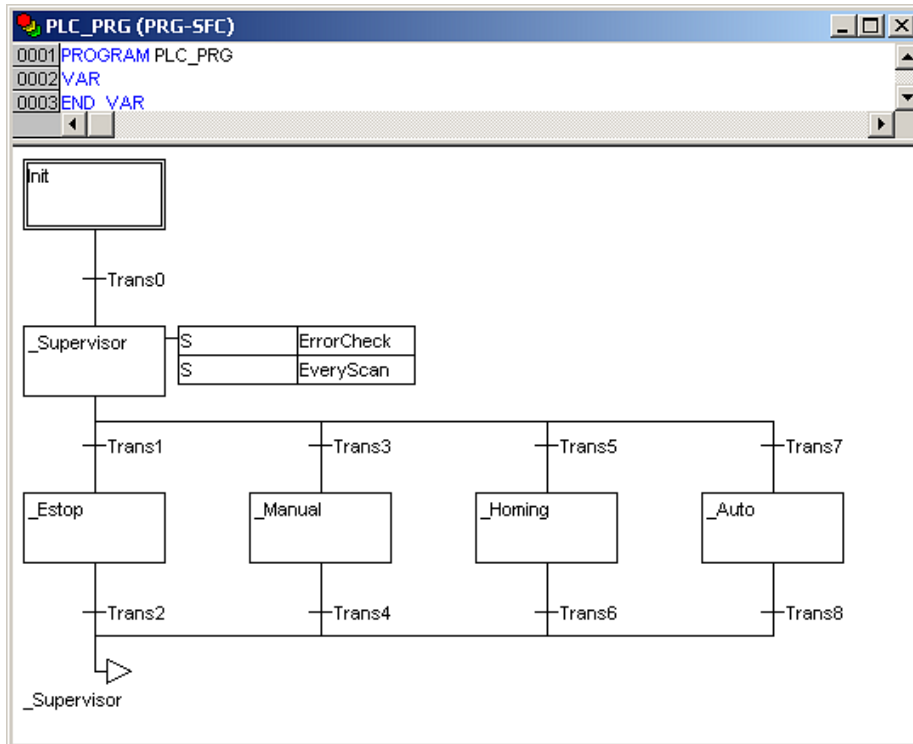 PLC_PRG (PRG-SFC)
0001 PROGRAM PLC_PRG
0002 VAR
0003 END_VAR
Init
Trans0
_Supervisor S ErrorCheck
S EveryScan
Trans1 Trans3 Trans5 Trans7
_Estop _Manual _Homing _Auto
Trans2 Trans4 Trans6 Trans8
_Supervisor